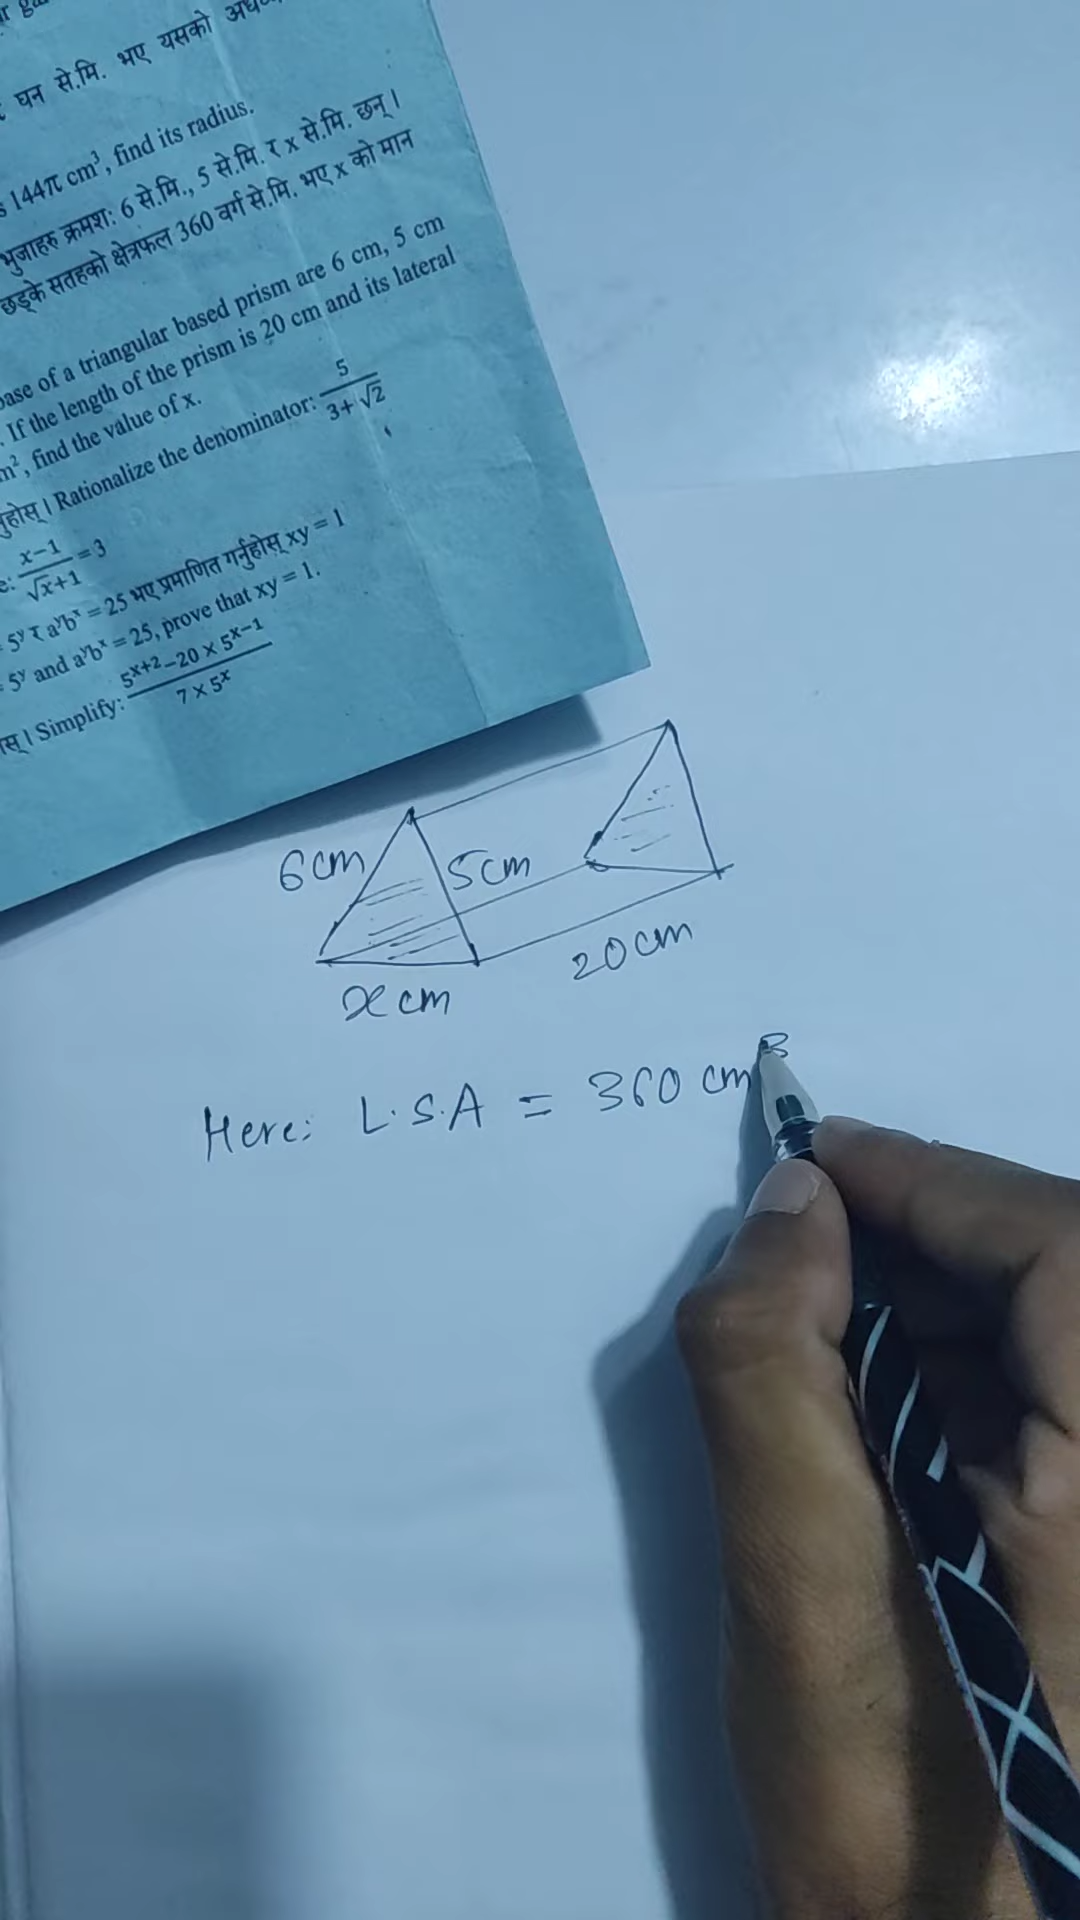 घन से.मि. भए यसको
144π cm³, find its radius.
भुजाहरु क्रमश: 6 से.मि., 5 से.मि. र x से.मि. छन् ।
छड्के सतहको क्षेत्रफल 360 वर्ग से.मि. भए x को मान
of a triangular based prism are 6 cm, 5 cm
. If the length of the prism is 20 cm and its lateral
, find the value of x.
। Rationalize the denominator: 5/(3+√2)
(x−1)/(√x+1) = 3
5ʸ र aʸbˣ = 25 भए प्रमाणित गर्नुहोस् xy = 1
5ʸ and aʸbˣ = 25, prove that xy = 1.
। Simplify: (5ˣ⁺²−20×5ˣ⁻¹)/(7×5ˣ)
6cm
5cm
20cm
x cm
Here: L.S.A = 360 cm